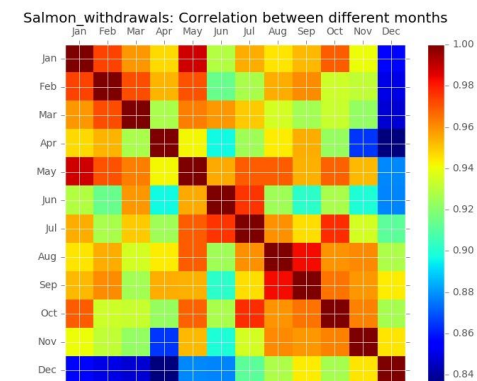 Salmon_withdrawals: Correlation between different months
Jan Feb Mar Apr May Jun Jul Aug Sep Oct Nov Dec
Jan
Feb
Mar
Apr
May
Jun
Jul
Aug
Sep
Oct
Nov
Dec
1.00
0.98
0.96
0.94
0.92
0.90
0.88
0.86
0.84